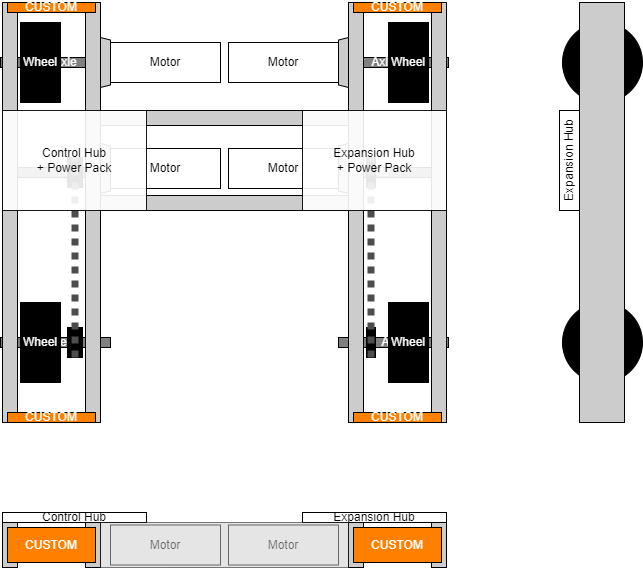 CUSTOM
CUSTOM
Wheel
xle
Motor
Motor
Ax
Wheel
Control Hub
+ Power Pack
Motor
Motor
Expansion Hub
+ Power Pack
Expansion Hub
Wheel
e
A
Wheel
CUSTOM
CUSTOM
Control Hub
Expansion Hub
CUSTOM
Motor
Motor
CUSTOM